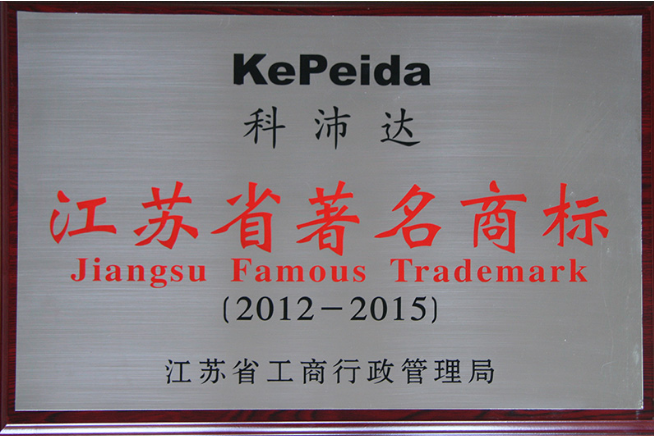 KePeida
科沛达
江苏省著名商标
Jiangsu Famous Trademark
(2012-2015)
江苏省工商行政管理局